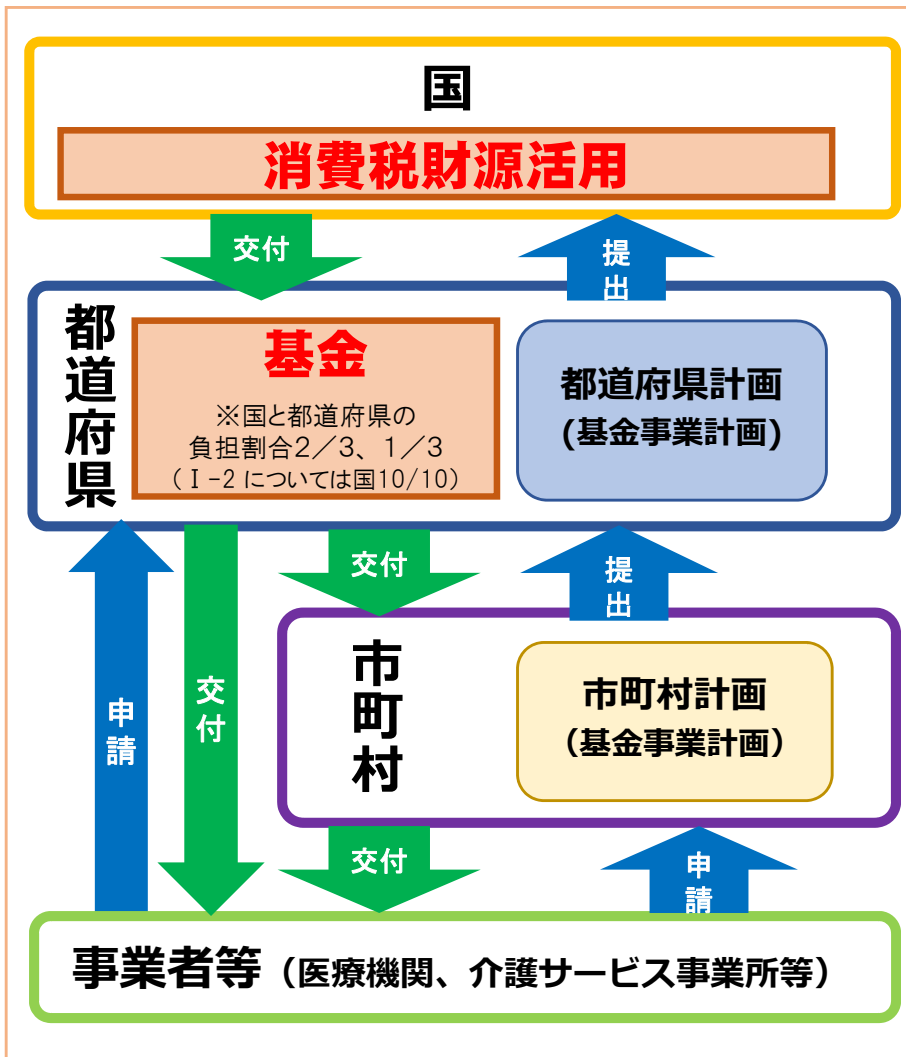 国
消費税財源活用
交付
提出
都道府県
基金
※国と都道府県の
負担割合2/3、1/3
(Ⅰ-2 については国10/10)
都道府県計画
(基金事業計画)
申請
交付
交付
提出
市町村
市町村計画
(基金事業計画)
交付
申請
事業者等(医療機関、介護サービス事業所等)